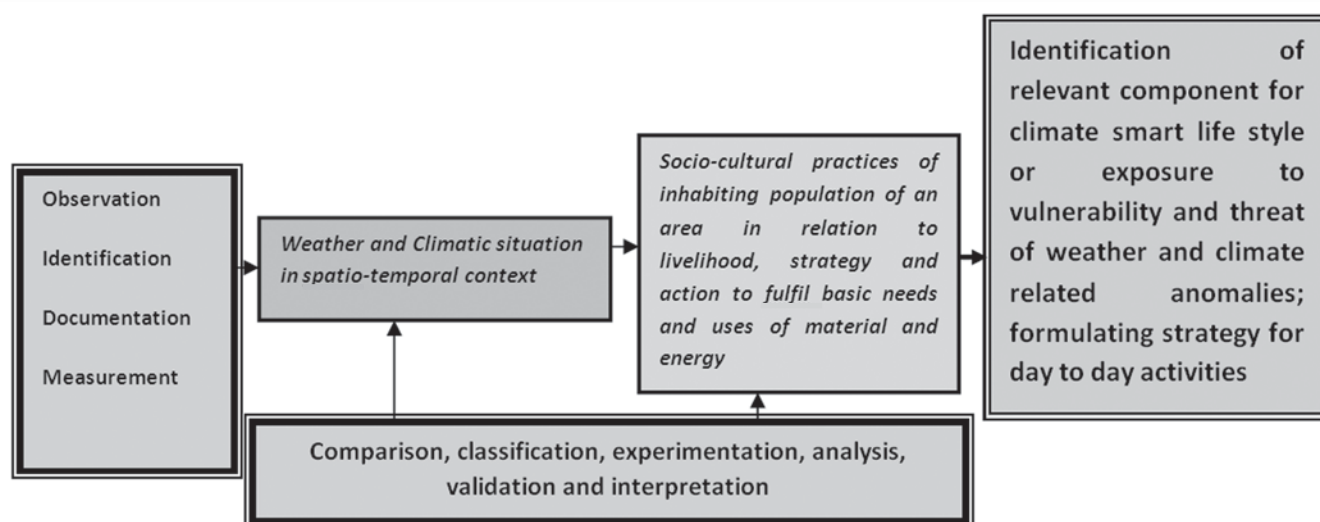 Observation
Identification
Documentation
Measurement
Weather and Climatic situation
in spatio-temporal context
Socio-cultural practices of
inhabiting population of an
area in relation to
livelihood, strategy and
action to fulfil basic needs
and uses of material and
energy
Identification of
relevant component for
climate smart life style
or exposure to
vulnerability and threat
of weather and climate
related anomalies;
formulating strategy for
day to day activities
Comparison, classification, experimentation, analysis,
validation and interpretation